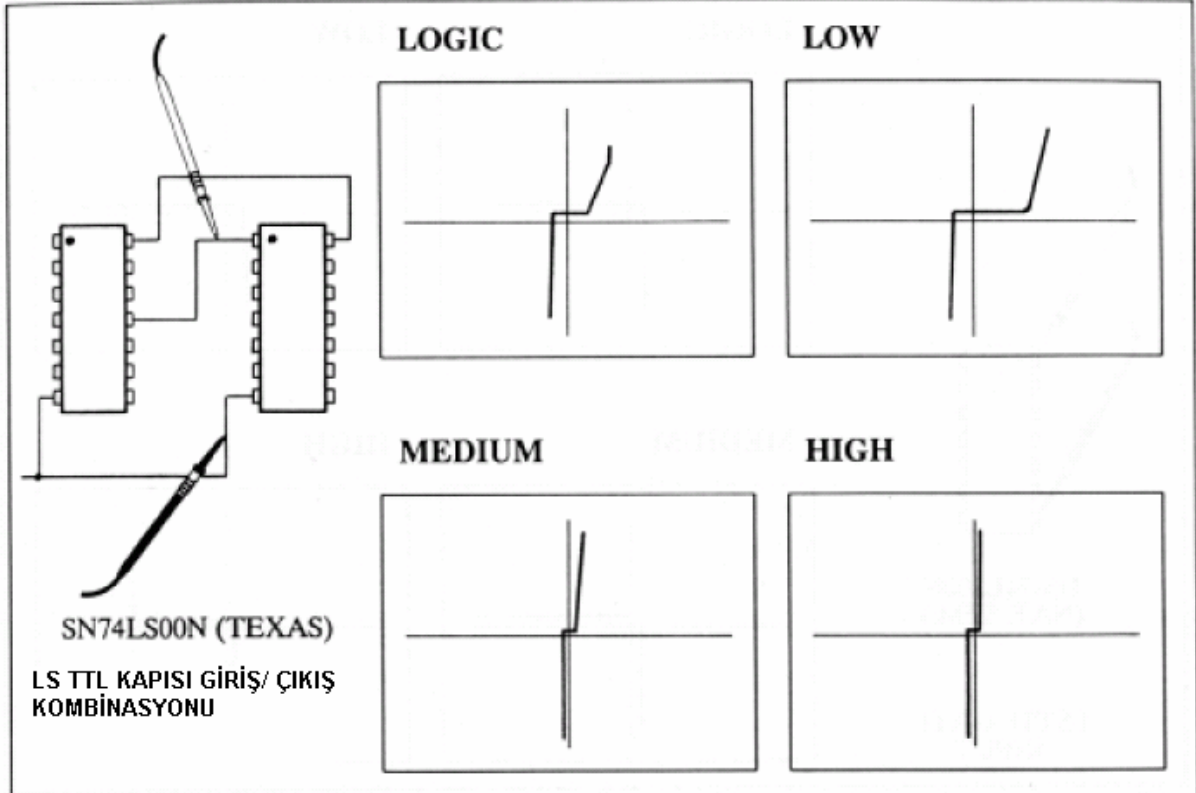 LOGIC
LOW
MEDIUM
HIGH
SN74LS00N (TEXAS)
LS TTL KAPISI GİRİŞ/ ÇIKIŞ
KOMBİNASYONU